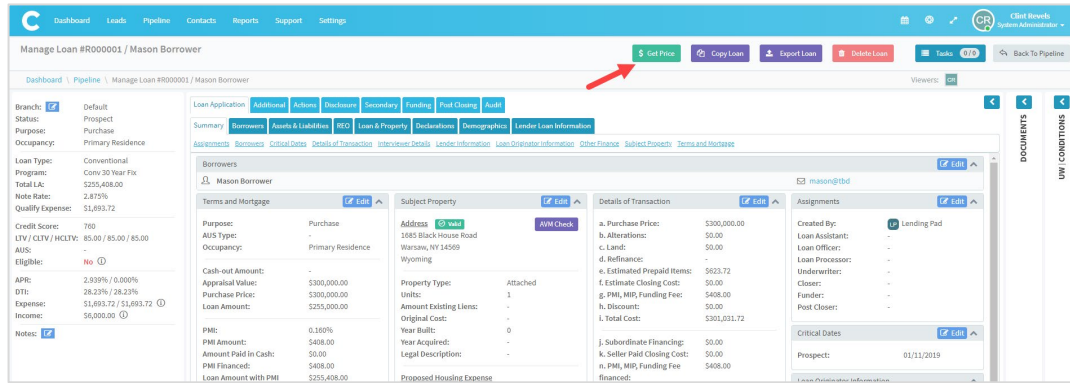 C Dashboard Leads Pipeline Contacts Reports Support Settings CR Clint Revels
System Administrator
Manage Loan #R000001 / Mason Borrower $ Get Price Copy Loan Export Loan Delete Loan Tasks 0/0 Back To Pipeline
Dashboard \ Pipeline \ Manage Loan #R000001 / Mason Borrower Viewers: CR
Branch: Default
Status: Prospect
Purpose: Purchase
Occupancy: Primary Residence
Loan Type: Conventional
Program: Conv 30 Year Fix
Total LA: $255,408.00
Note Rate: 2.875%
Qualify Expense: $1,693.72
Credit Score: 760
LTV / CLTV / HCLTV: 85.00 / 85.00 / 85.00
AUS: -
Eligible: No
APR: 2.939% / 0.000%
DTI: 28.23% / 28.23%
Expense: $1,693.72 / $1,693.72
Income: $6,000.00
Notes:
Loan Application Additional Actions Disclosure Secondary Funding Post Closing Audit
Summary Borrowers Assets & Liabilities REO Loan & Property Declarations Demographics Lender Loan Information
Assignments Borrowers Critical Dates Details of Transaction Interviewer Details Lender Information Loan Originator Information Other Finance Subject Property Terms and Mortgage
Borrowers Edit
Mason Borrower mason@tbd
Terms and Mortgage Edit
Purpose: Purchase
AUS Type: -
Occupancy: Primary Residence
Cash-out Amount: -
Appraisal Value: $300,000.00
Purchase Price: $300,000.00
Loan Amount: $255,000.00
PMI: 0.160%
PMI Amount: $408.00
Amount Paid in Cash: $0.00
PMI Financed: $408.00
Loan Amount with PMI $255,408.00
Subject Property Edit
Address Valid AVM Check
1685 Black House Road
Warsaw, NY 14569
Wyoming
Property Type: Attached
Units: 1
Amount Existing Liens: -
Original Cost: -
Year Built: 0
Year Acquired: -
Legal Description: -
Proposed Housing Expense
Details of Transaction Edit
a. Purchase Price: $300,000.00
b. Alterations: $0.00
c. Land: $0.00
d. Refinance: -
e. Estimated Prepaid Items: $623.72
f. Estimate Closing Cost: $0.00
g. PMI, MIP, Funding Fee: $408.00
h. Discount: $0.00
i. Total Cost: $301,031.72
j. Subordinate Financing: $0.00
k. Seller Paid Closing Cost: $0.00
n. PMI, MIP, Funding Fee $408.00
financed:
Assignments Edit
Created By: LP Lending Pad
Loan Assistant: -
Loan Officer: -
Loan Processor: -
Underwriter: -
Closer: -
Funder: -
Post Closer: -
Critical Dates Edit
Prospect: 01/11/2019
Loan Originator Information
DOCUMENTS
UW | CONDITIONS